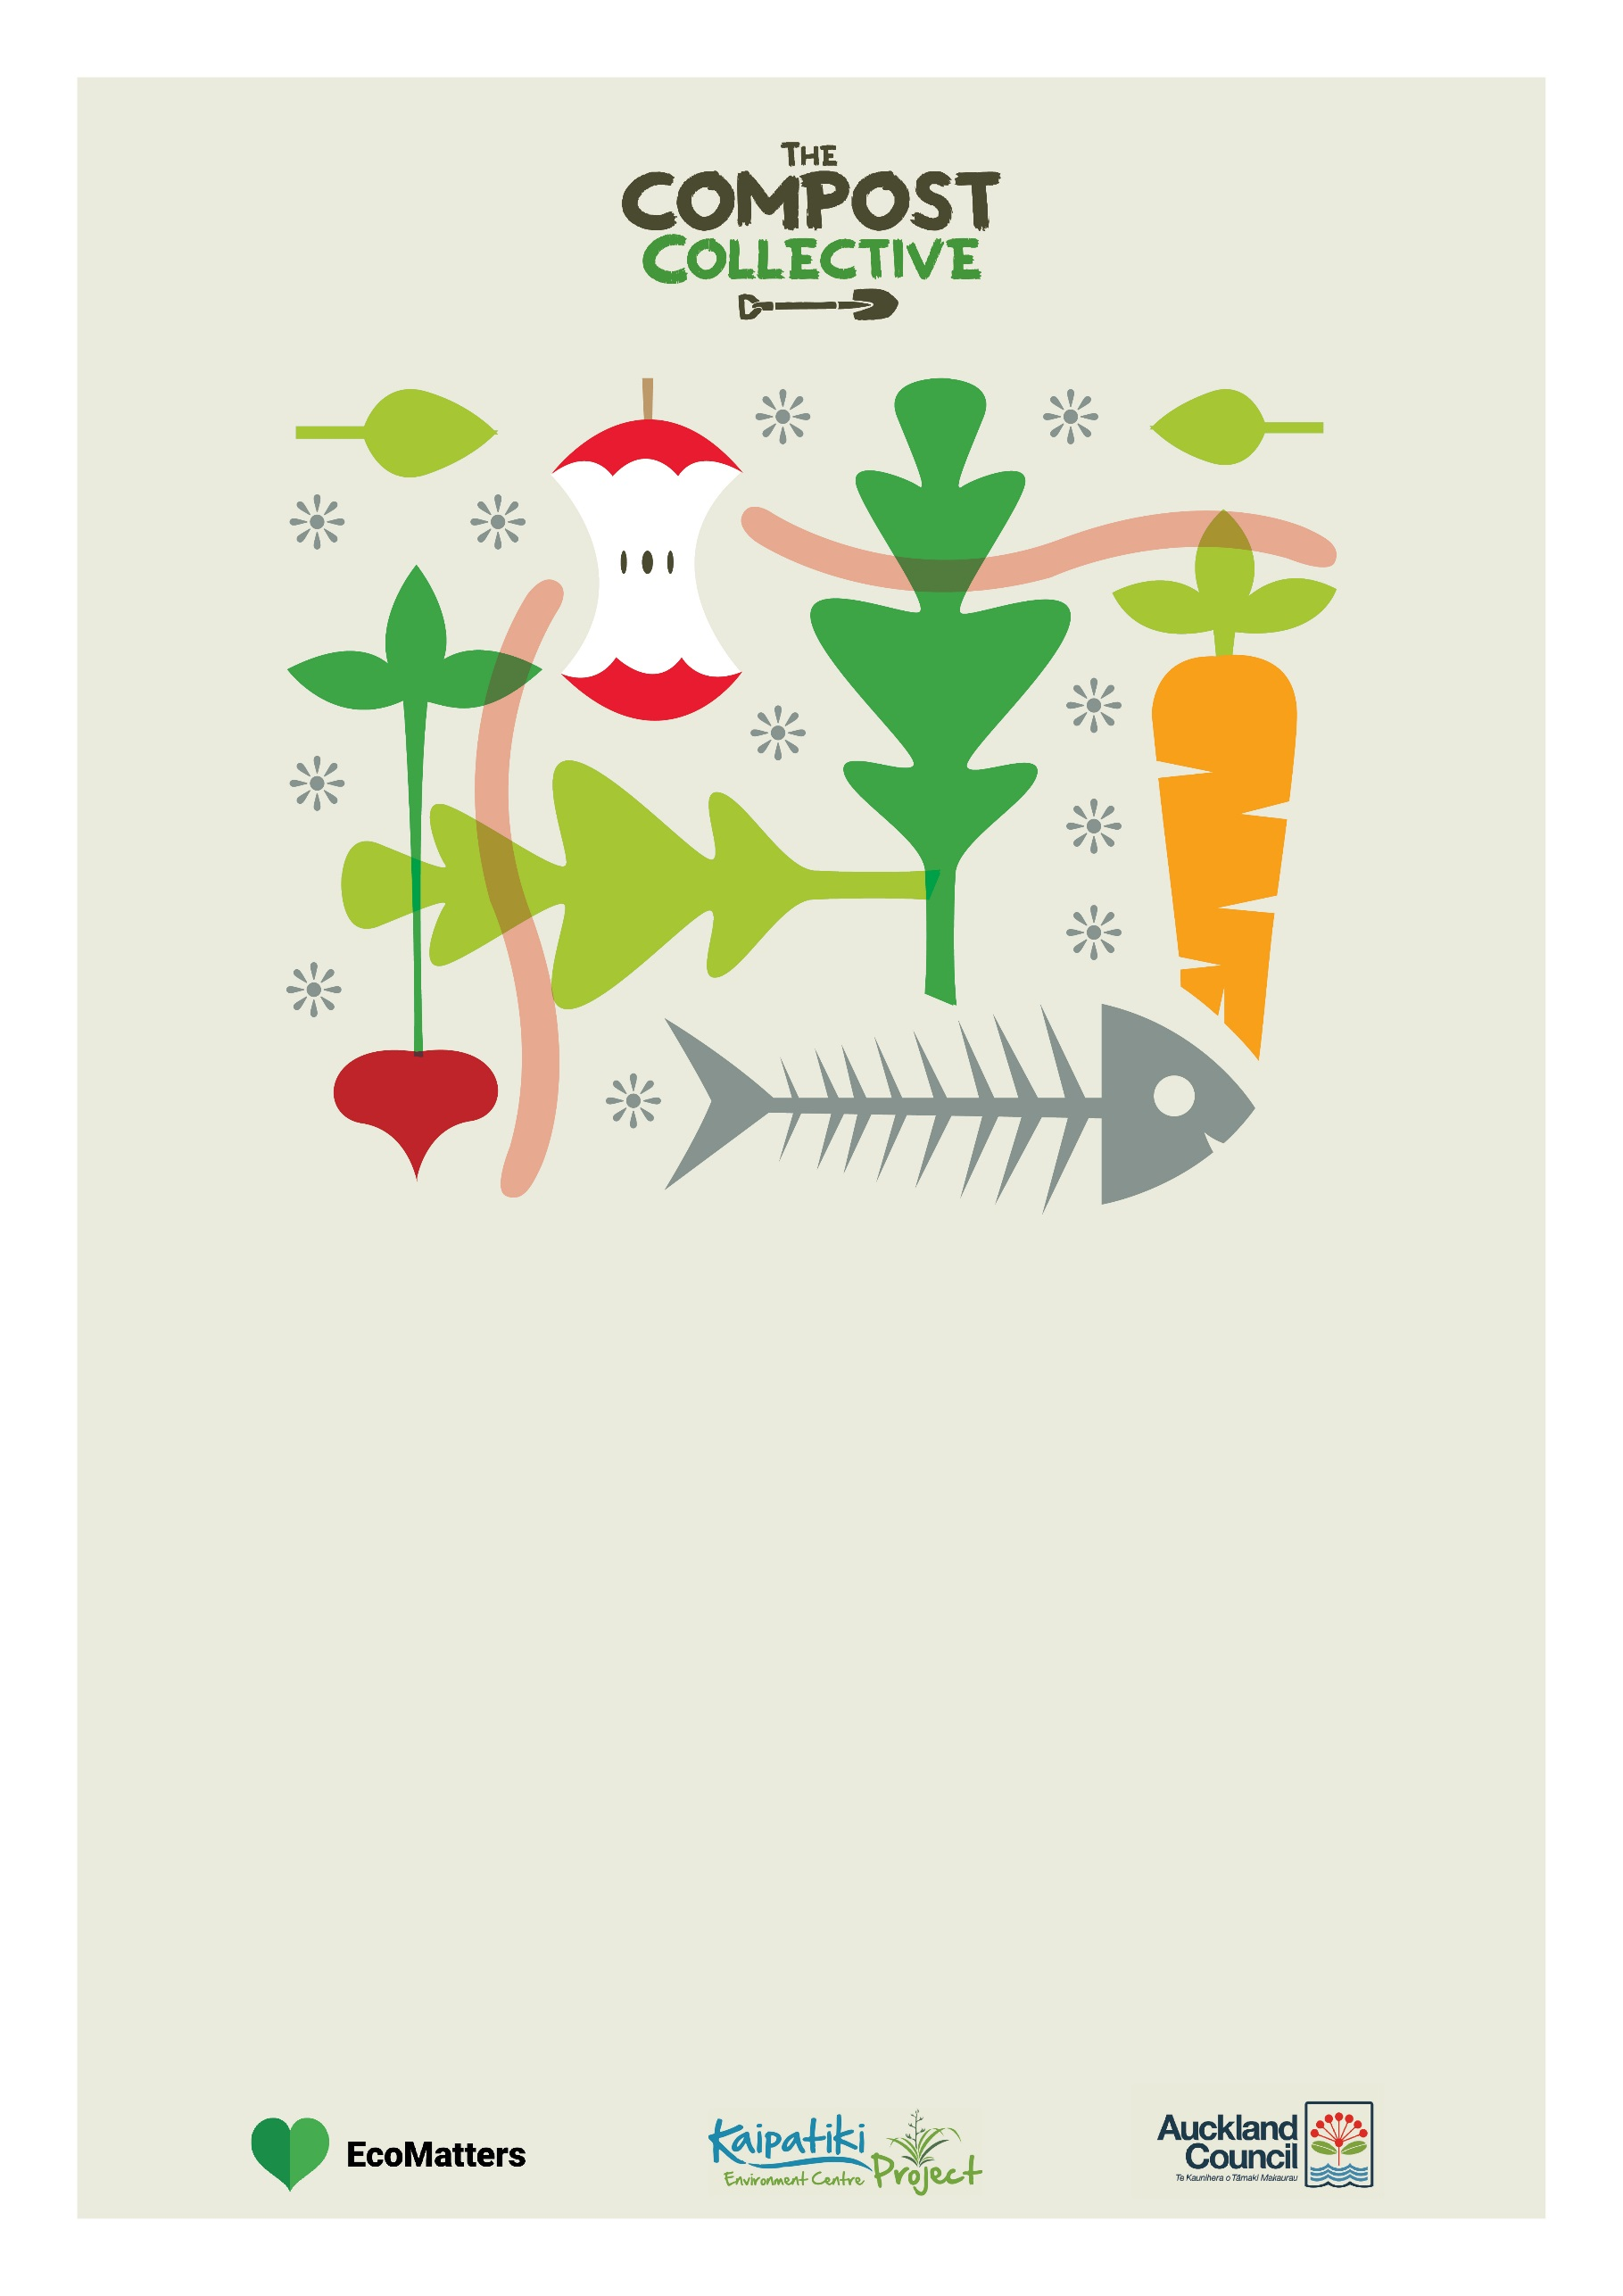 THE
COMPOST
COLLECTIVE
EcoMatters
Kaipatiki
Environment Centre Project
Auckland
Council
Te Kaunihera o Tāmaki Makaurau